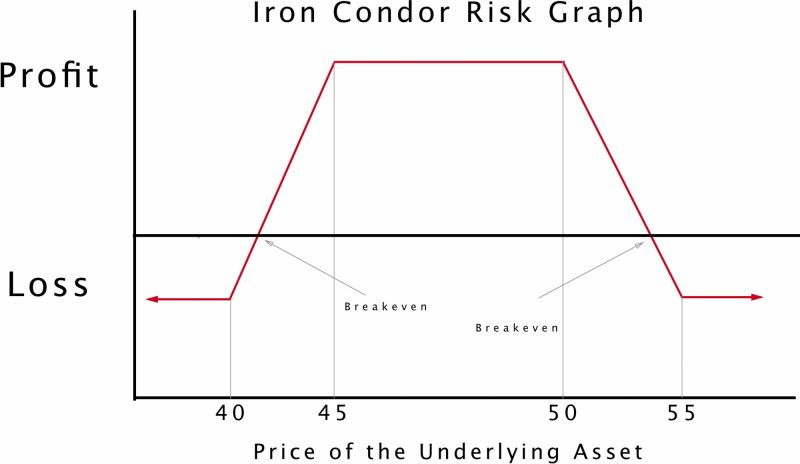 Iron Condor Risk Graph
Profit
Loss
Breakeven
Breakeven
40 45 50 55
Price of the Underlying Asset